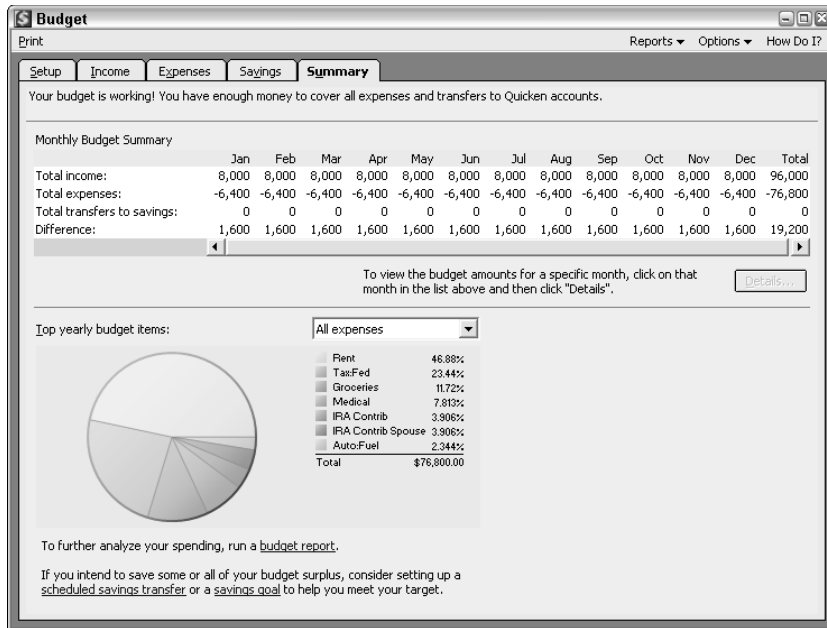 Budget
Print Reports Options How Do I?
Setup Income Expenses Savings Summary
Your budget is working! You have enough money to cover all expenses and transfers to Quicken accounts.
Monthly Budget Summary
Jan Feb Mar Apr May Jun Jul Aug Sep Oct Nov Dec Total
Total income: 8,000 8,000 8,000 8,000 8,000 8,000 8,000 8,000 8,000 8,000 8,000 8,000 96,000
Total expenses: -6,400 -6,400 -6,400 -6,400 -6,400 -6,400 -6,400 -6,400 -6,400 -6,400 -6,400 -6,400 -76,800
Total transfers to savings: 0 0 0 0 0 0 0 0 0 0 0 0 0
Difference: 1,600 1,600 1,600 1,600 1,600 1,600 1,600 1,600 1,600 1,600 1,600 1,600 19,200
To view the budget amounts for a specific month, click on that
month in the list above and then click "Details".
Details...
Top yearly budget items: All expenses
Rent 46.88%
Tax:Fed 23.44%
Groceries 11.72%
Medical 7.813%
IRA Contrib 3.906%
IRA Contrib Spouse 3.906%
Auto:Fuel 2.344%
Total $76,800.00
To further analyze your spending, run a budget report.
If you intend to save some or all of your budget surplus, consider setting up a
scheduled savings transfer or a savings goal to help you meet your target.